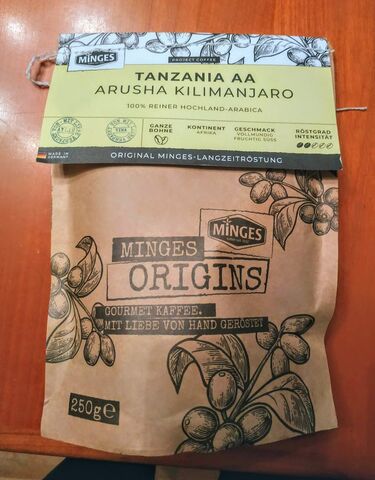 MINGES
PROJECT COFFEE
TANZANIA AA
ARUSHA KILIMANJARO
100% REINER HOCHLAND-ARABICA
GANZE BOHNE
KONTINENT
AFRIKA
GESCHMACK
VOLLMUNDIG
FRUCHTIG SÜSS
RÖSTGRAD
INTENSITÄT
MADE IN
GERMANY
ORIGINAL MINGES-LANGZEITRÖSTUNG
MINGES
MINGES
ORIGINS
GOURMET KAFFEE.
MIT LIEBE VON HAND GERÖSTET
250g e